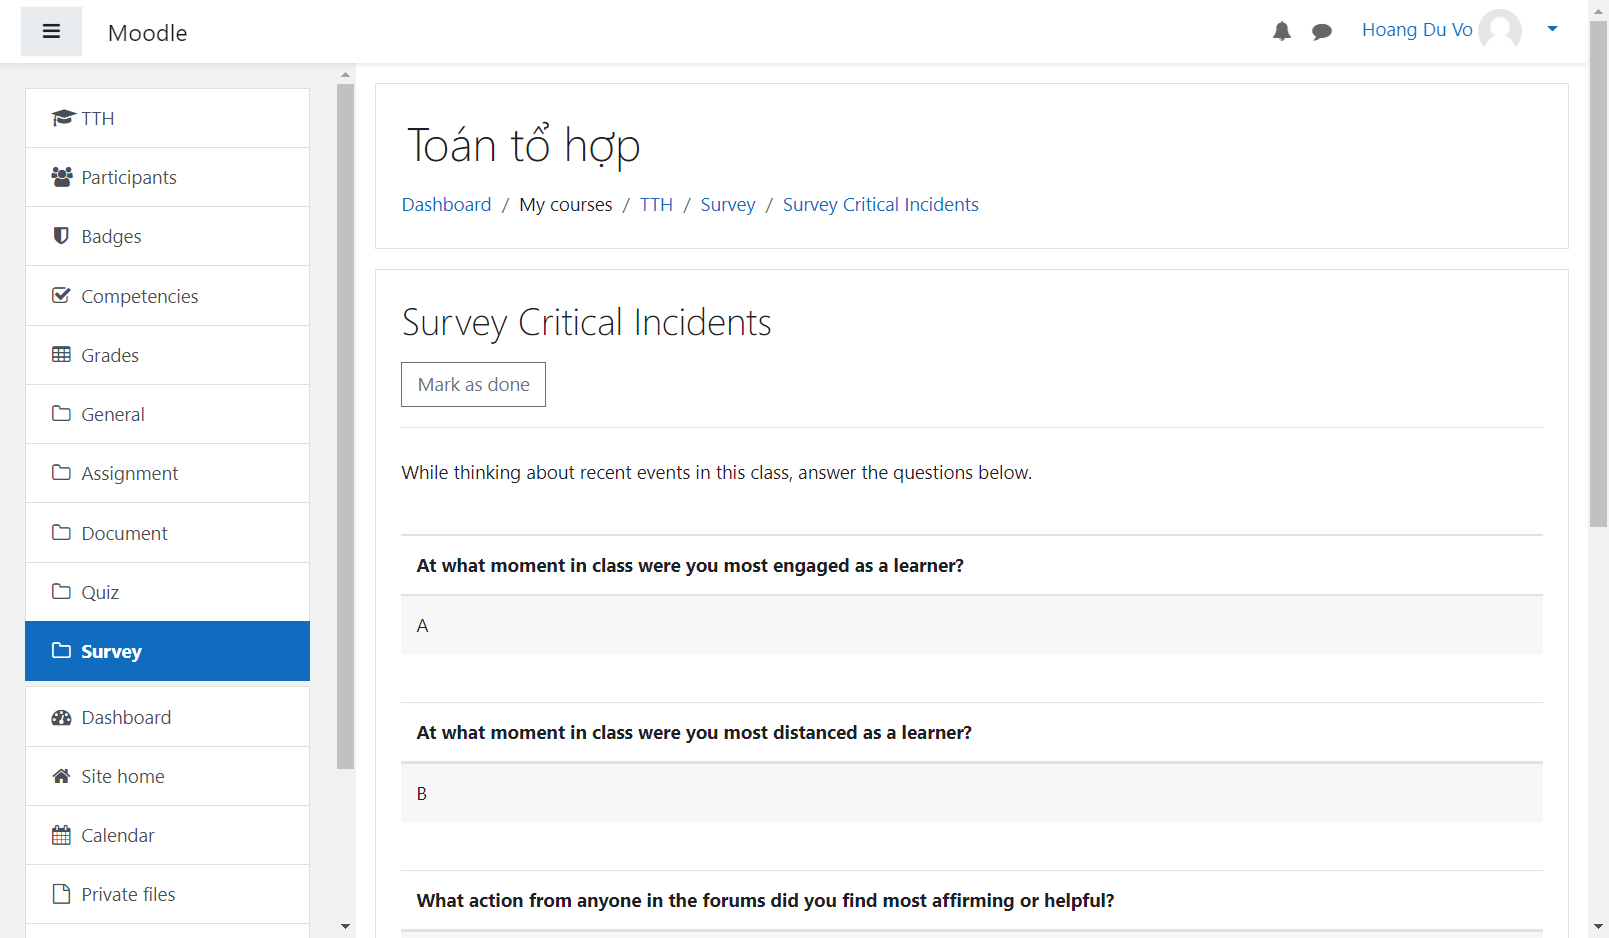 Moodle
Hoang Du Vo
TTH
Participants
Badges
Competencies
Grades
General
Assignment
Document
Quiz
Survey
Dashboard
Site home
Calendar
Private files
Toán tổ hợp
Dashboard / My courses / TTH / Survey / Survey Critical Incidents
Survey Critical Incidents
Mark as done
While thinking about recent events in this class, answer the questions below.
At what moment in class were you most engaged as a learner?
A
At what moment in class were you most distanced as a learner?
B
What action from anyone in the forums did you find most affirming or helpful?